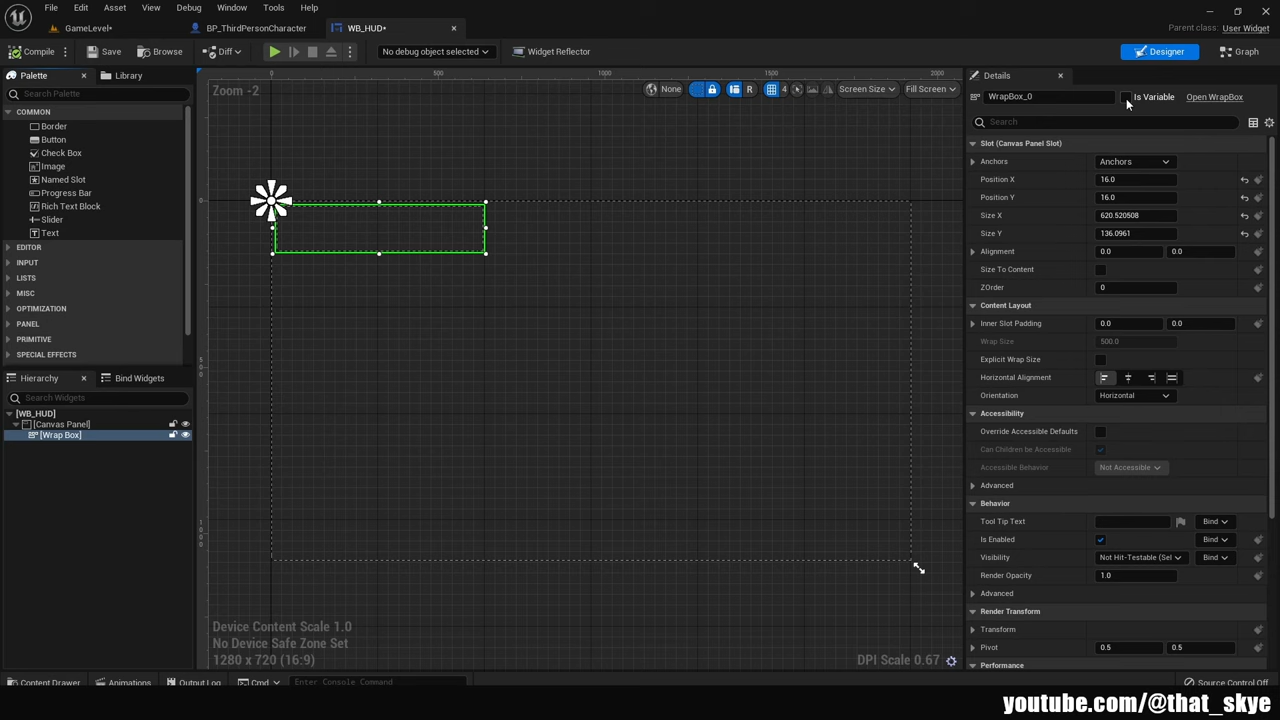 File Edit Asset View Debug Window Tools Help
GameLevel•
BP_ThirdPersonCharacter
WB_HUD•
Parent class: User Widget
Compile
Save
Browse
Diff
No debug object selected
Widget Reflector
Designer
Graph
Palette
Library
Search Palette
COMMON
Border
Button
Check Box
Image
Named Slot
Progress Bar
Rich Text Block
Slider
Text
EDITOR
INPUT
LISTS
MISC
OPTIMIZATION
PANEL
PRIMITIVE
SPECIAL EFFECTS
Hierarchy
Bind Widgets
Search Widgets
[WB_HUD]
[Canvas Panel]
[Wrap Box]
0 500 1000 1500 2000
Zoom -2
None
R
4
Screen Size
Fill Screen
0
5
0
0
1
0
0
0
Device Content Scale 1.0
No Device Safe Zone Set
1280 x 720 (16:9)
DPI Scale 0.67
Details
WrapBox_0
Is Variable
Open WrapBox
Search
Slot (Canvas Panel Slot)
Anchors Anchors
Position X 16.0
Position Y 16.0
Size X 620.520508
Size Y 136.0961
Alignment 0.0 0.0
Size To Content
ZOrder 0
Content Layout
Inner Slot Padding 0.0 0.0
Wrap Size 500.0
Explicit Wrap Size
Horizontal Alignment
Orientation Horizontal
Accessibility
Override Accessible Defaults
Can Children be Accessible
Accessible Behavior Not Accessible
Advanced
Behavior
Tool Tip Text Bind
Is Enabled Bind
Visibility Not Hit-Testable (Sel Bind
Render Opacity 1.0
Advanced
Render Transform
Transform
Pivot 0.5 0.5
Performance
Content Drawer
Animations
Output Log
Cmd
Enter Console Command
Source Control Off
youtube.com/@that_skye